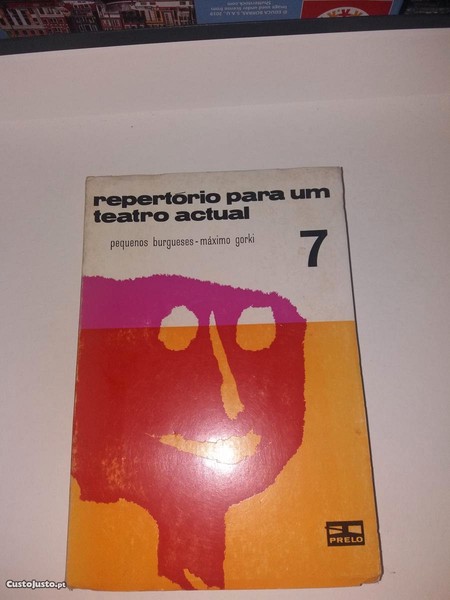 repertório para um
teatro actual
pequenos burgueses-máximo gorki
7
PRELO
CustoJusto.pt